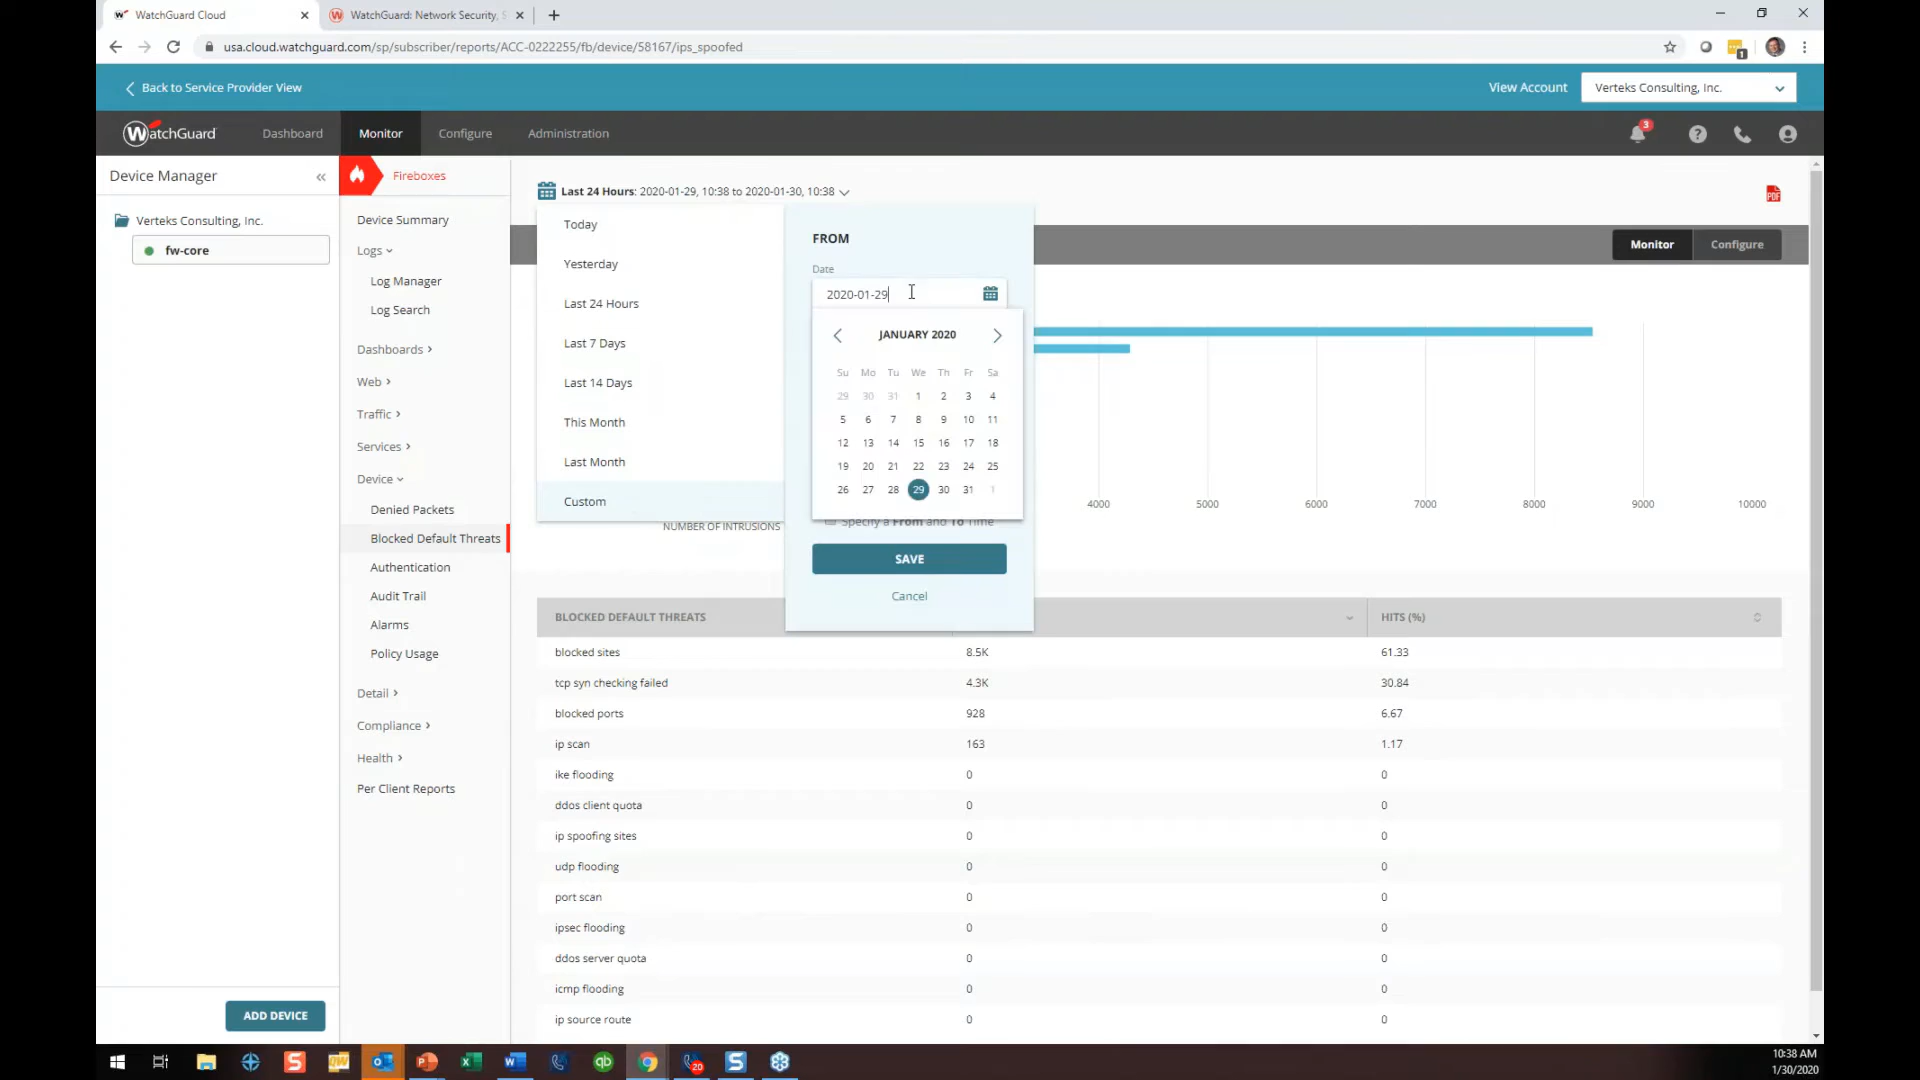 WatchGuard Cloud
WatchGuard: Network Security, S
usa.cloud.watchguard.com/sp/subscriber/reports/ACC-0222255/fb/device/58167/ips_spoofed
1
Back to Service Provider View
View Account
Verteks Consulting, Inc.
WatchGuard
Dashboard
Monitor
Configure
Administration
3
?
Device Manager
«
Verteks Consulting, Inc.
fw-core
ADD DEVICE
Fireboxes
Device Summary
Logs
Log Manager
Log Search
Dashboards
Web
Traffic
Services
Device
Denied Packets
Blocked Default Threats
Authentication
Audit Trail
Alarms
Policy Usage
Detail
Compliance
Health
Per Client Reports
Last 24 Hours: 2020-01-29, 10:38 to 2020-01-30, 10:38
PDF
Monitor
Configure
Today
Yesterday
Last 24 Hours
Last 7 Days
Last 14 Days
This Month
Last Month
Custom
FROM
Date
2020-01-29
JANUARY 2020
Su Mo Tu We Th Fr Sa
29 30 31 1 2 3 4
5 6 7 8 9 10 11
12 13 14 15 16 17 18
19 20 21 22 23 24 25
26 27 28 29 30 31 1
Specify a From and To Time
SAVE
Cancel
4000 5000 6000 7000 8000 9000 10000
NUMBER OF INTRUSIONS
BLOCKED DEFAULT THREATS HITS (%)
blocked sites 8.5K 61.33
tcp syn checking failed 4.3K 30.84
blocked ports 928 6.67
ip scan 163 1.17
ike flooding 0 0
ddos client quota 0 0
ip spoofing sites 0 0
udp flooding 0 0
port scan 0 0
ipsec flooding 0 0
ddos server quota 0 0
icmp flooding 0 0
ip source route 0 0
20
10:38 AM
1/30/2020